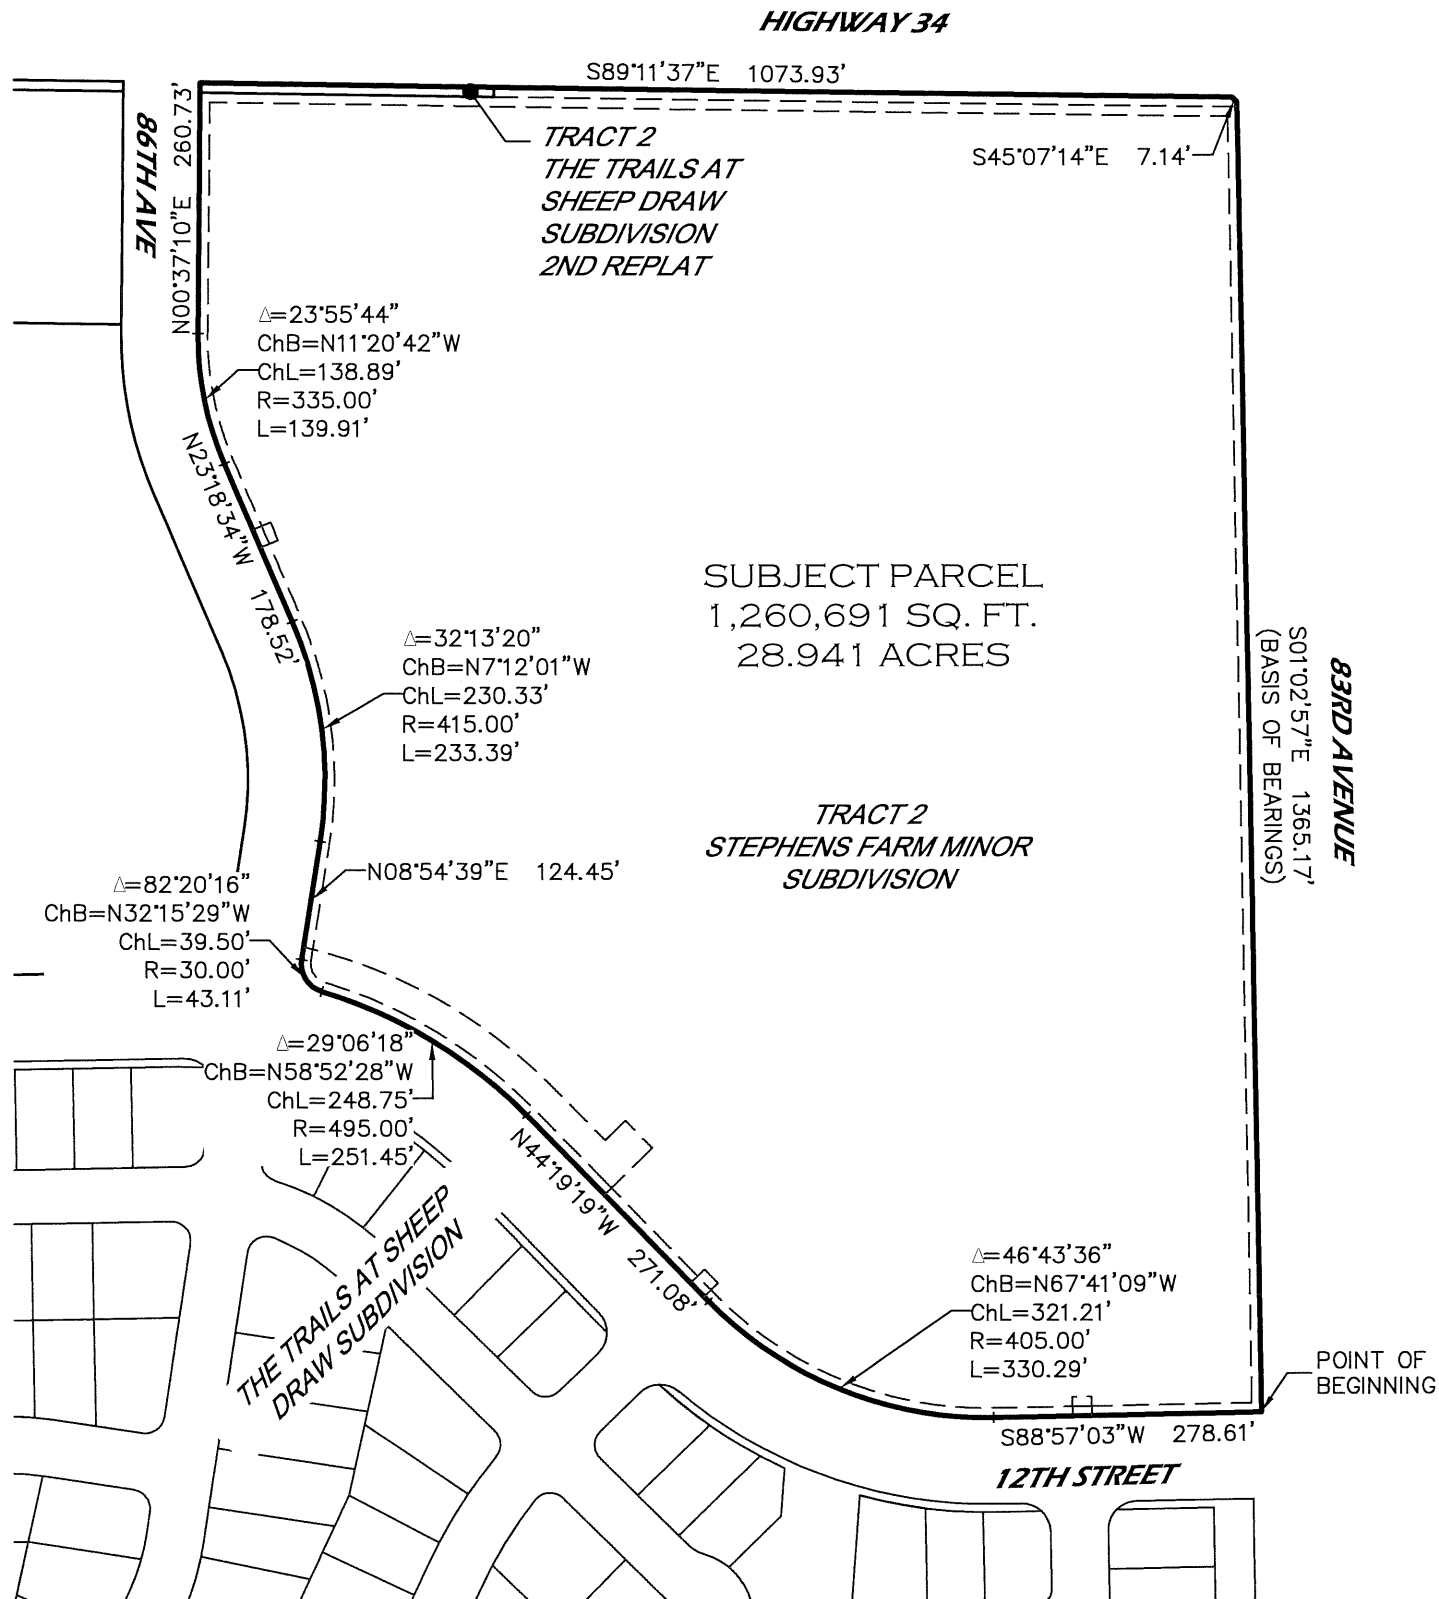 HIGHWAY 34
S89°11'37"E 1073.93'
86TH AVE
N00°37'10"E 260.73'
TRACT 2
THE TRAILS AT
SHEEP DRAW
SUBDIVISION
2ND REPLAT
S45°07'14"E 7.14'
△=23°55'44"
ChB=N11°20'42"W
ChL=138.89'
R=335.00'
L=139.91'
N23°18'34"W 178.52'
SUBJECT PARCEL
1,260,691 SQ. FT.
28.941 ACRES
△=32°13'20"
ChB=N7°12'01"W
ChL=230.33'
R=415.00'
L=233.39'
S01°02'57"E 1365.17'
(BASIS OF BEARINGS)
83RD AVENUE
TRACT 2
STEPHENS FARM MINOR
SUBDIVISION
N08°54'39"E 124.45'
△=82°20'16"
ChB=N32°15'29"W
ChL=39.50'
R=30.00'
L=43.11'
△=29°06'18"
ChB=N58°52'28"W
ChL=248.75'
R=495.00'
L=251.45'
N44°19'19"W 271.08'
THE TRAILS AT SHEEP
DRAW SUBDIVISION
△=46°43'36"
ChB=N67°41'09"W
ChL=321.21'
R=405.00'
L=330.29'
POINT OF
BEGINNING
S88°57'03"W 278.61'
12TH STREET